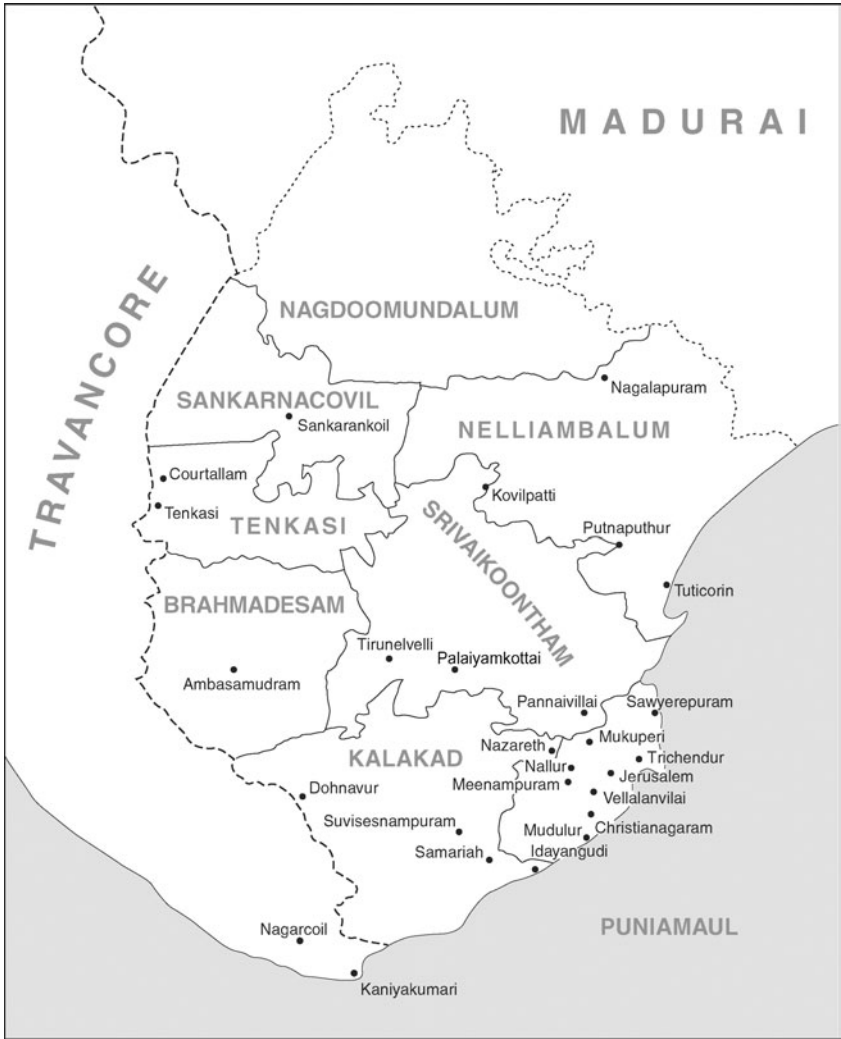 MADURAI
TRAVANCORE
NAGDOOMUNDALUM
Nagalapuram
SANKARNACOVIL
Sankarankoil
NELLIAMBALUM
Courtallam
Kovilpatti
Tenkasi
TENKASI
SRIVAIKOONTHAM
Putnaputhur
Tuticorin
BRAHMADESAM
Tirunelvelli
Palaiyamkottai
Ambasamudram
Pannaivillai
Sawyerepuram
KALAKAD
Nazareth
Mukuperi
Trichendur
Nallur
Jerusalem
Meenampuram
Dohnavur
Vellalanvilai
Suvisesnampuram
Mudulur
Christianagaram
Samariah
Idayangudi
PUNIAMAUL
Nagarcoil
Kaniyakumari